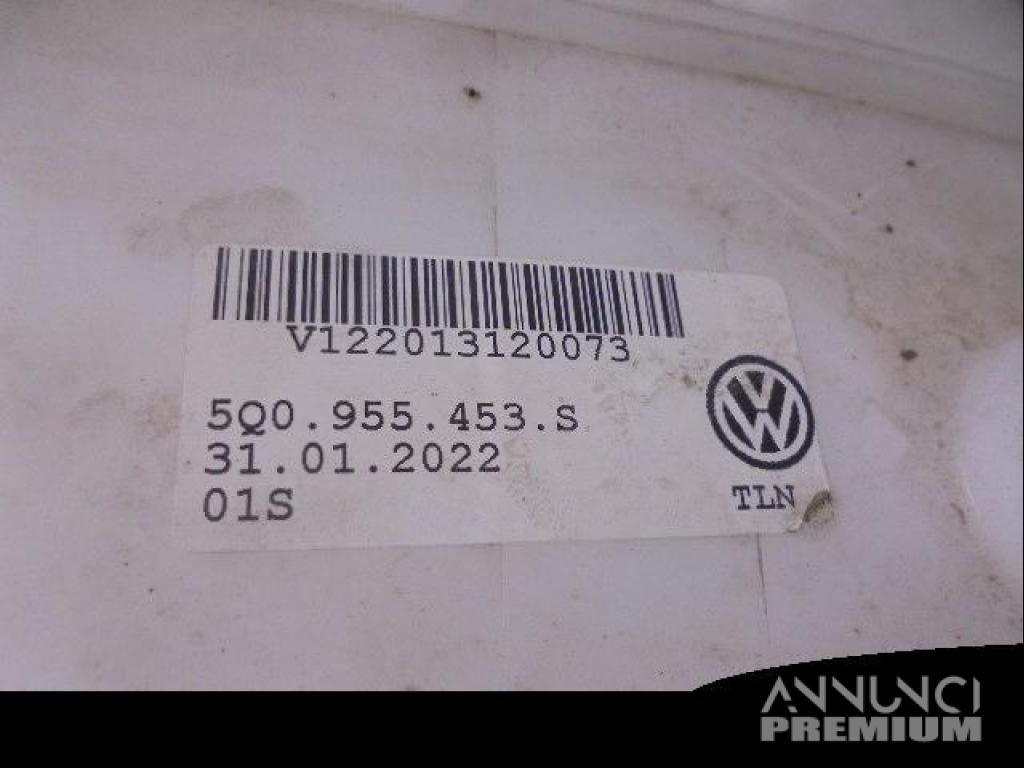 V122013120073
5Q0.955.453.S
31.01.2022
01S
TLN
ANNUNCI
PREMIUM